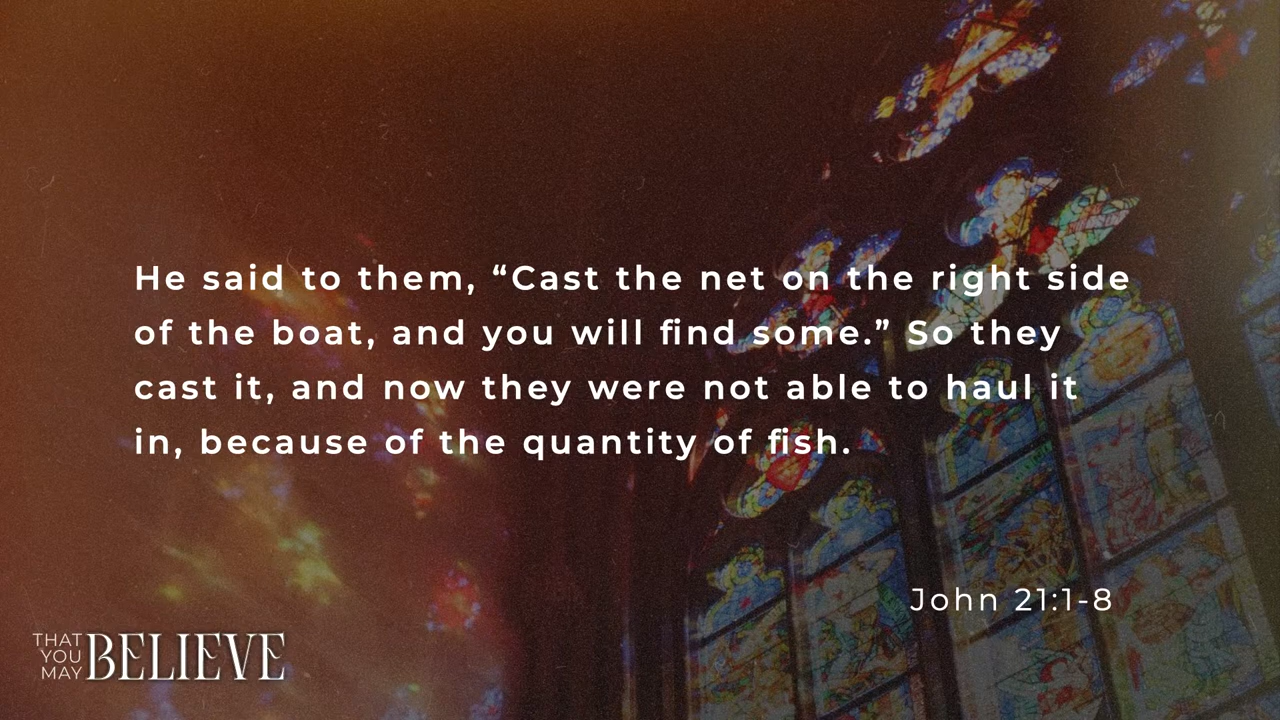 He said to them, “Cast the net on the right side
of the boat, and you will find some.” So they
cast it, and now they were not able to haul it
in, because of the quantity of fish.
John 21:1-8
THAT
YOU
MAY
BELIEVE